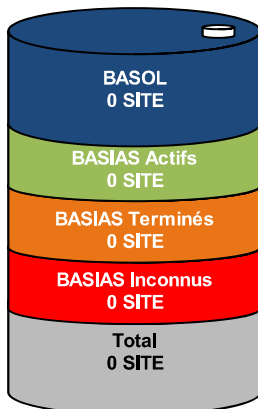 BASOL
0 SITE
BASIAS Actifs
0 SITE
BASIAS Terminés
0 SITE
BASIAS Inconnus
0 SITE
Total
0 SITE